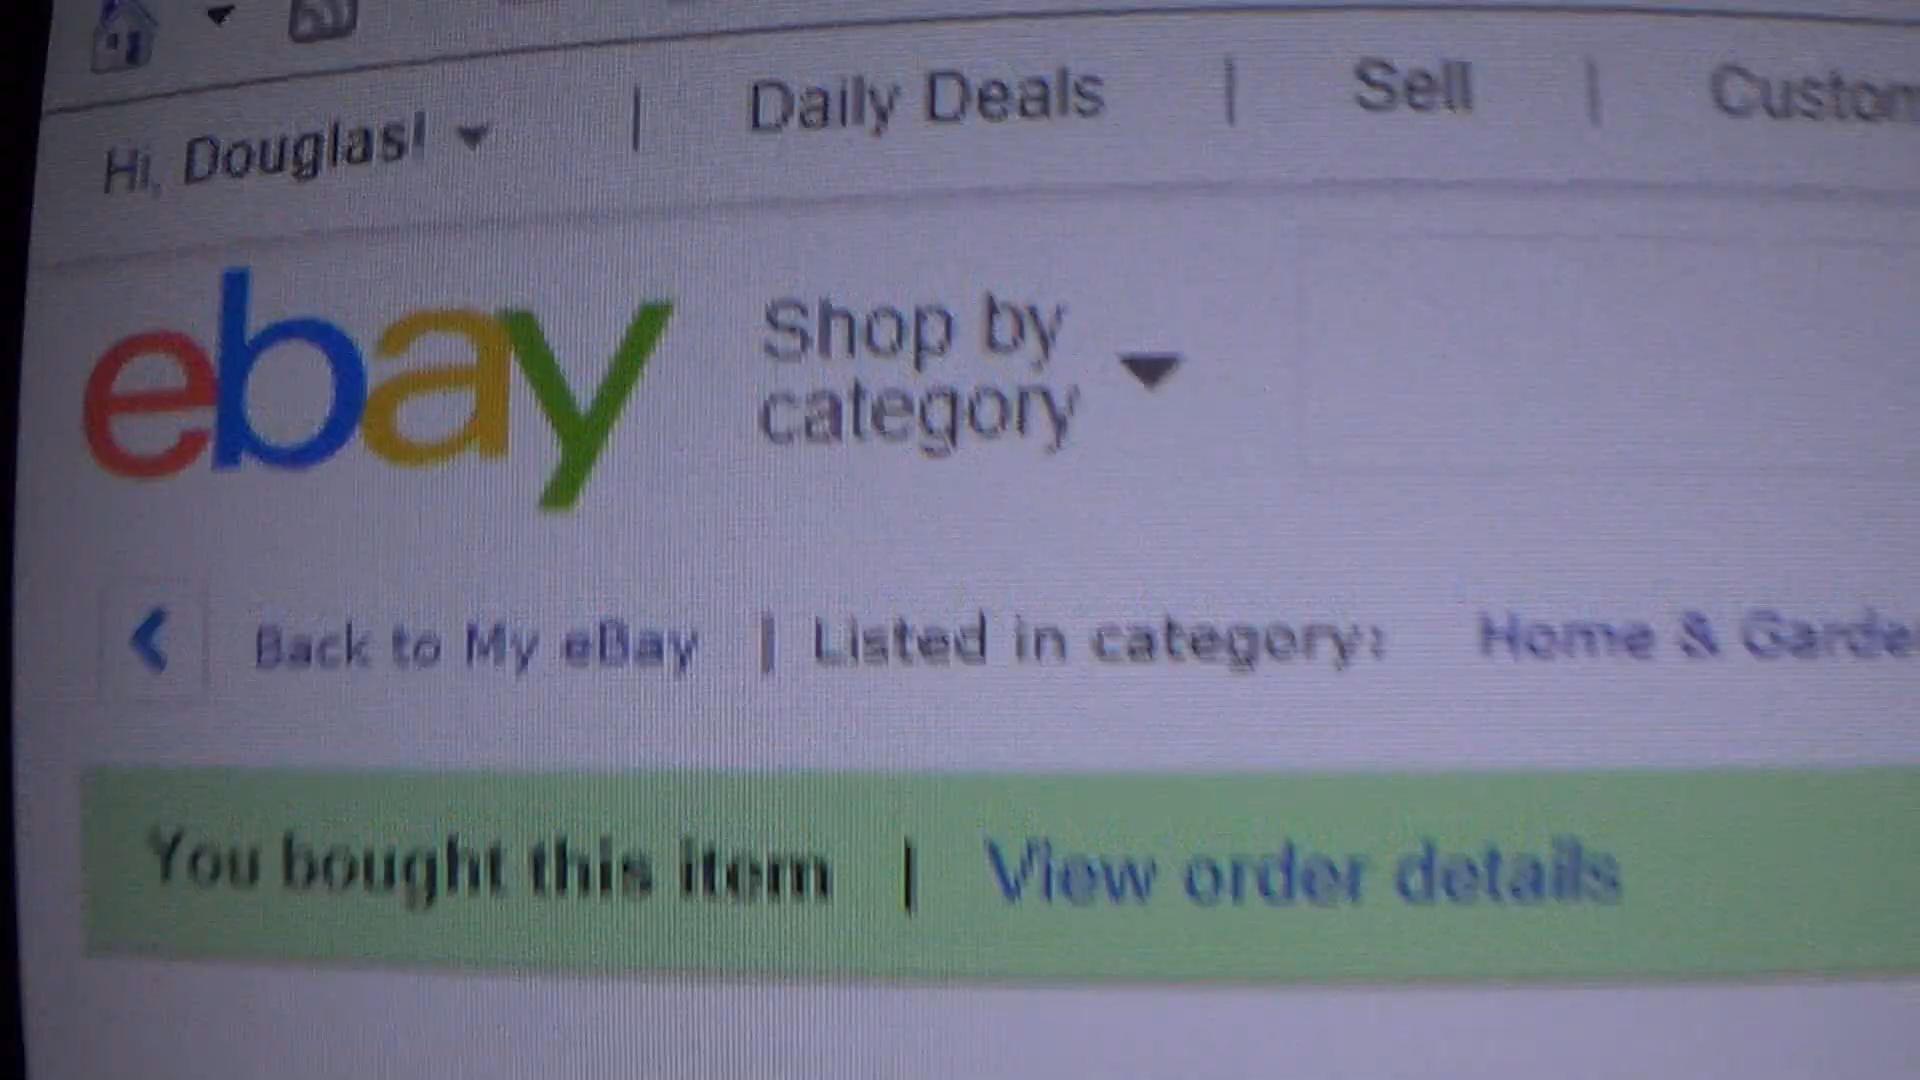 Hi, Douglas! | Daily Deals | Sell |
ebay
Shop by
category
Back to My eBay | Listed in category: Home &
You bought this item | View order details